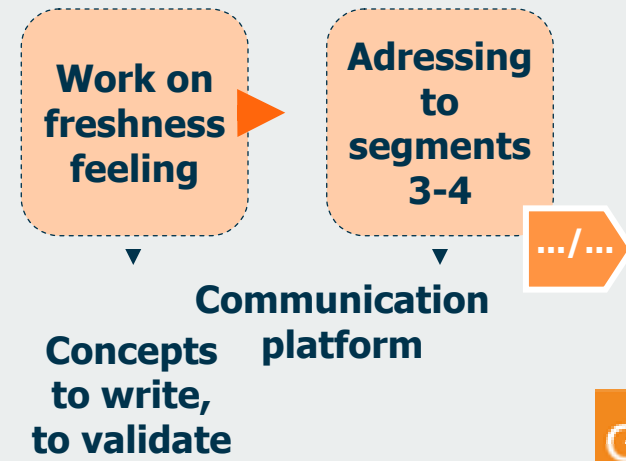 Work on
freshness
feeling
Adressing
to
segments
3-4
.../...
Communication
platform
Concepts
to write,
to validate